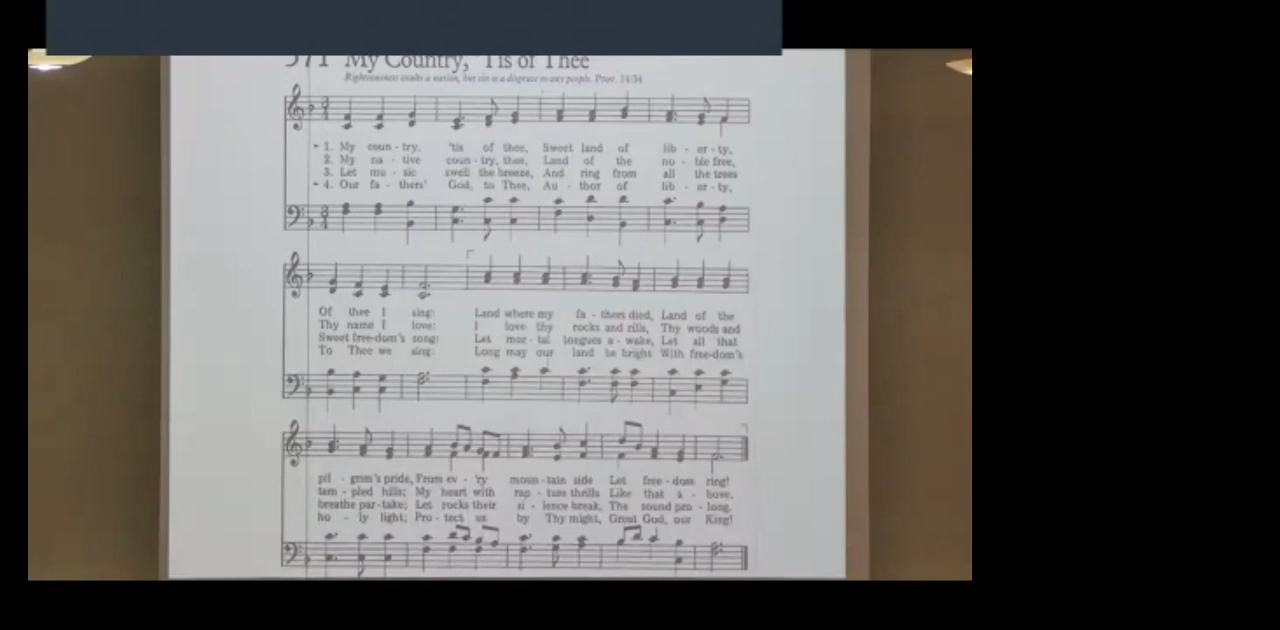 571 My Country, 'Tis of Thee
Righteousness exalts a nation, but sin is a disgrace to any people. Prov. 14:34
1. My coun - try, 'tis of thee, Sweet land of lib - er - ty,
2. My na - tive coun - try, thee, Land of the no - ble free,
3. Let mu - sic swell the breeze, And ring from all the trees
4. Our fa - thers' God, to Thee, Au - thor of lib - er - ty,
Of thee I sing: Land where my fa - thers died, Land of the
Thy name I love: I love thy rocks and rills, Thy woods and
Sweet free-dom's song: Let mor - tal tongues a - wake, Let all that
To Thee we sing: Long may our land be bright With free-dom's
pil - grim's pride, From ev - 'ry moun - tain side Let free - dom ring!
tem - pled hills; My heart with rap - ture thrills Like that a - bove.
breathe par - take; Let rocks their si - lence break, The sound pro - long.
ho - ly light; Pro - tect us by Thy might, Great God, our King!